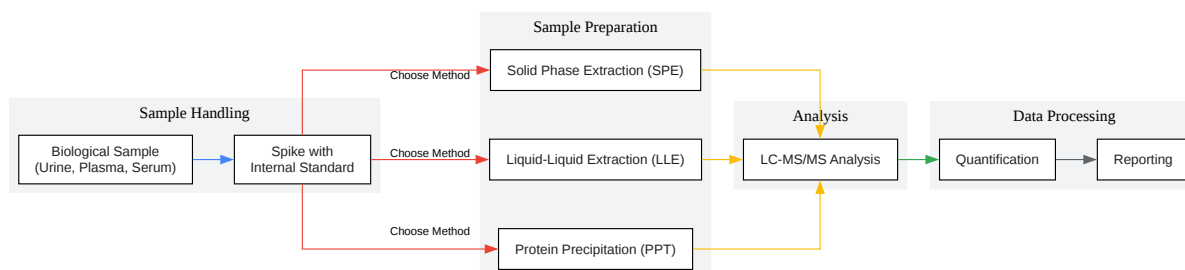 Sample Preparation
Solid Phase Extraction (SPE)
Choose Method
Sample Handling
Analysis
Data Processing
Biological Sample
(Urine, Plasma, Serum)
Spike with
Internal Standard
Choose Method
Liquid-Liquid Extraction (LLE)
LC-MS/MS Analysis
Quantification
Reporting
Choose Method
Protein Precipitation (PPT)